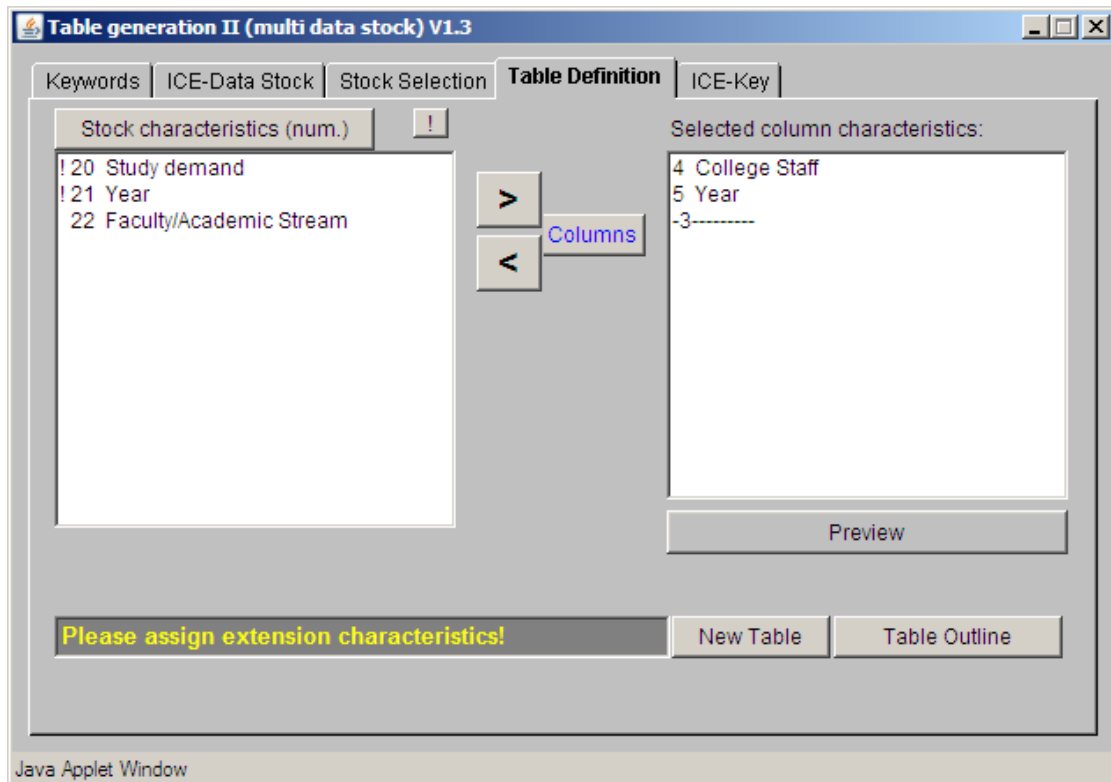 Table generation II (multi data stock) V1.3
Keywords
ICE-Data Stock
Stock Selection
Table Definition
ICE-Key
Stock characteristics (num.)
!
Selected column characteristics:
! 20 Study demand
! 21 Year
22 Faculty/Academic Stream
>
<
Columns
4 College Staff
5 Year
-3---------
Preview
Please assign extension characteristics!
New Table
Table Outline
Java Applet Window